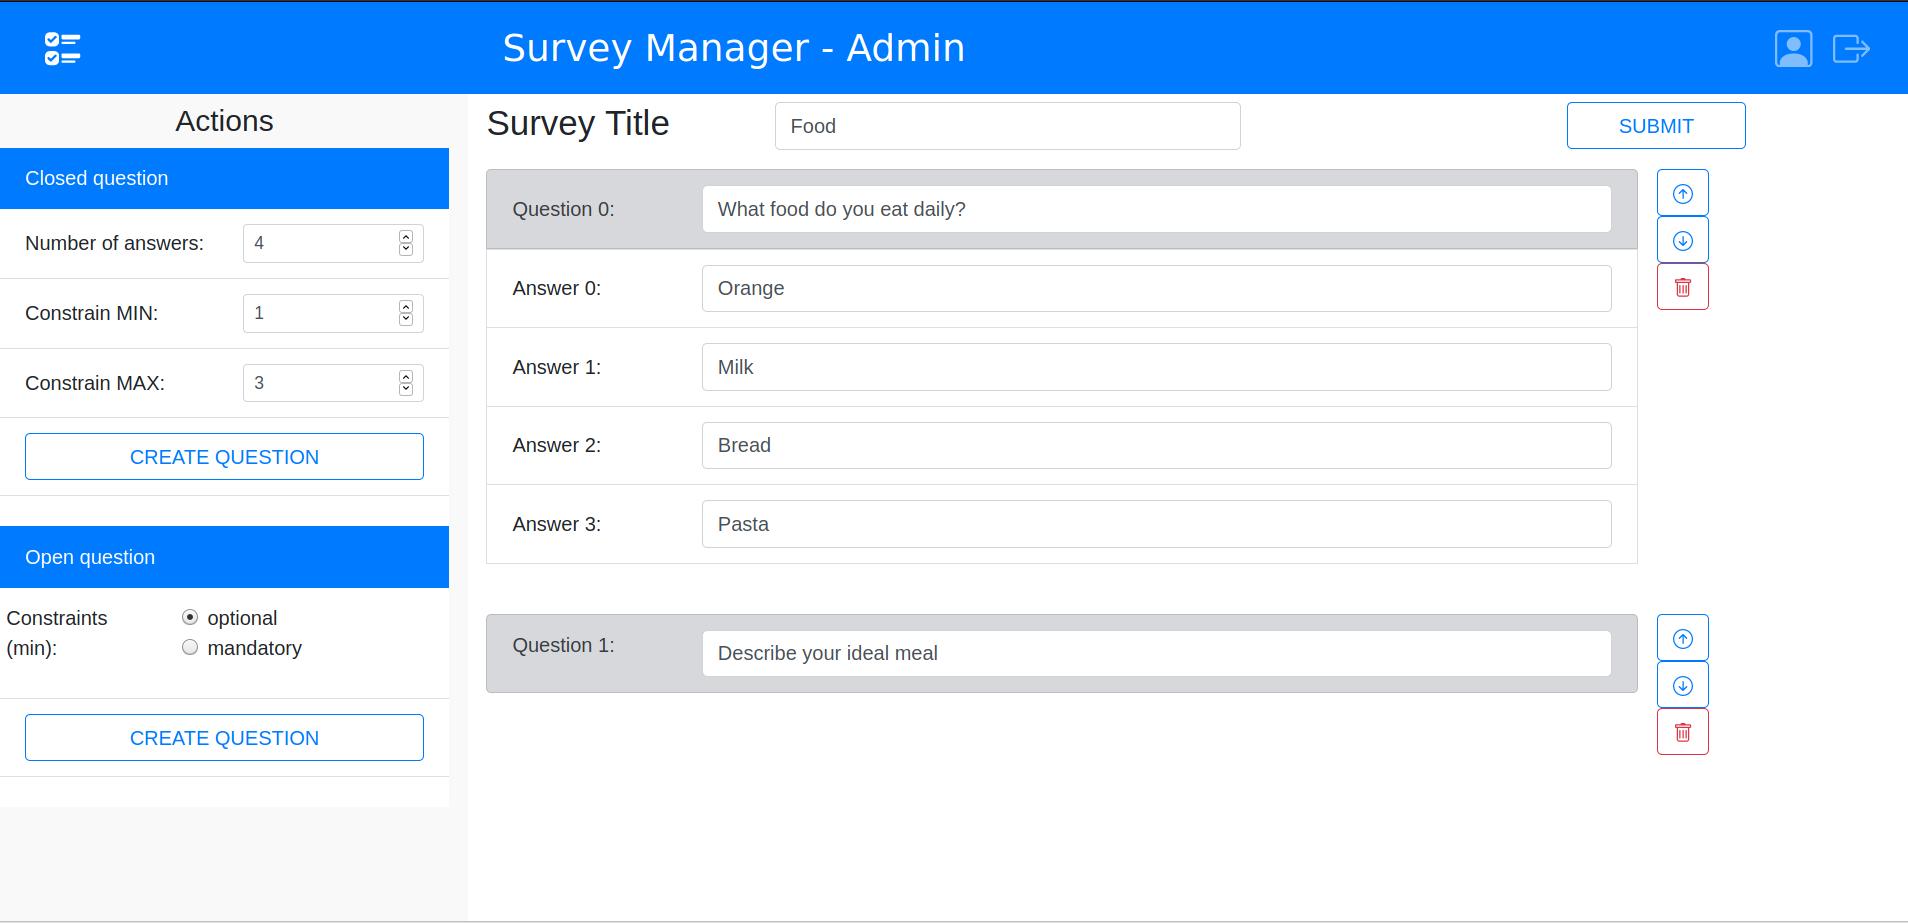 Survey Manager - Admin
Actions
Closed question
Number of answers: 4
Constrain MIN: 1
Constrain MAX: 3
CREATE QUESTION
Open question
Constraints (min):
optional
mandatory
CREATE QUESTION
Survey Title Food SUBMIT
Question 0: What food do you eat daily?
Answer 0: Orange
Answer 1: Milk
Answer 2: Bread
Answer 3: Pasta
Question 1: Describe your ideal meal